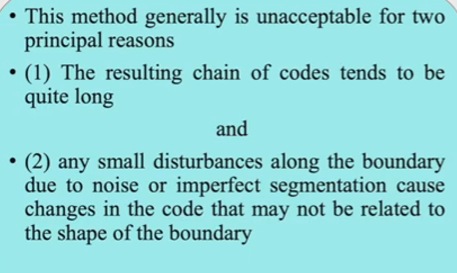 • This method generally is unacceptable for two
principal reasons
• (1) The resulting chain of codes tends to be
quite long
and
• (2) any small disturbances along the boundary
due to noise or imperfect segmentation cause
changes in the code that may not be related to
the shape of the boundary